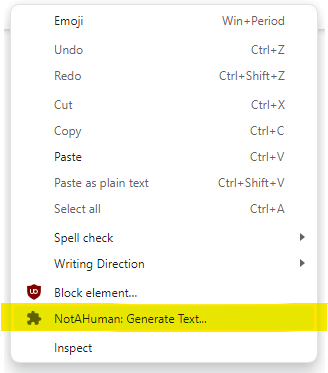 Emoji Win+Period
Undo Ctrl+Z
Redo Ctrl+Shift+Z
Cut Ctrl+X
Copy Ctrl+C
Paste Ctrl+V
Paste as plain text Ctrl+Shift+V
Select all Ctrl+A
Spell check
Writing Direction
Block element...
NotAHuman: Generate Text...
Inspect